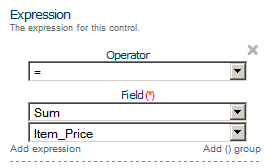 Expression
The expression for this control.
Operator
=
Field (*)
Sum
Item_Price
Add expression Add () group